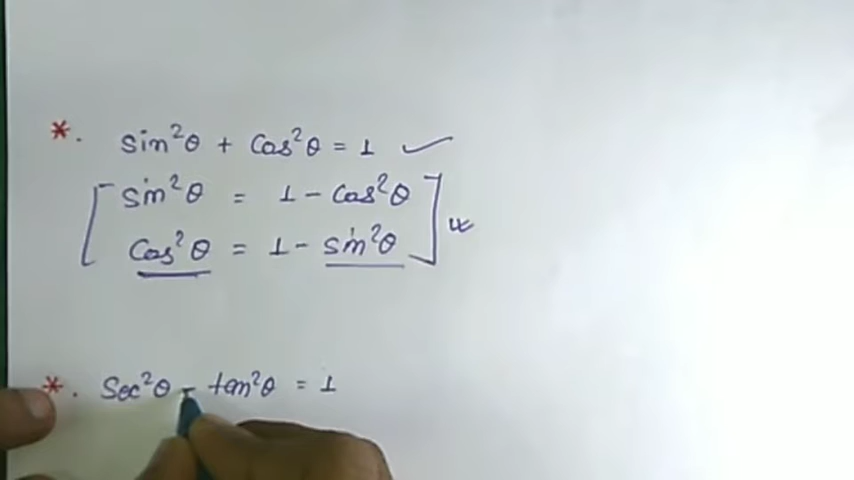 *. sin²θ + cos²θ = 1
sin²θ = 1 - cos²θ
cos²θ = 1 - sin²θ
*. Sec²θ - tan²θ = 1